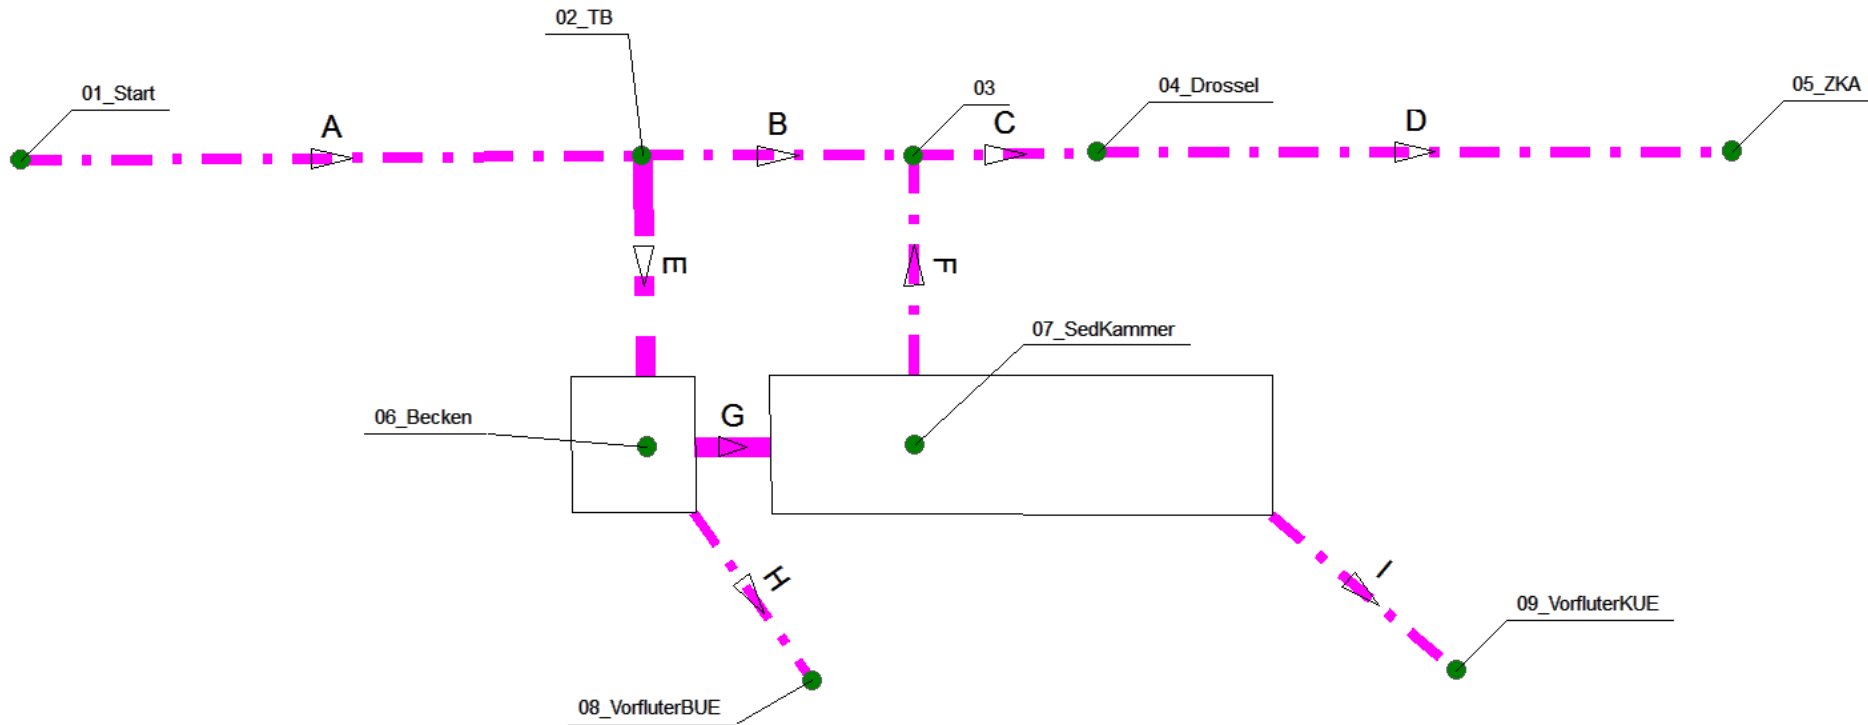 02_TB
01_Start
A
B
03
C
04_Drossel
D
05_ZKA
E
F
07_SedKammer
06_Becken
G
H
I
09_VorfluterKUE
08_VorfluterBUE